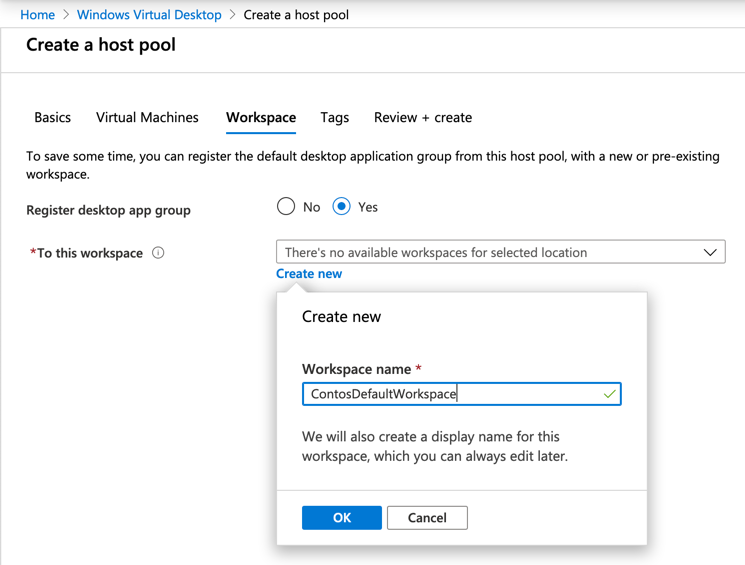 Home > Windows Virtual Desktop > Create a host pool
Create a host pool
Basics Virtual Machines Workspace Tags Review + create
To save some time, you can register the default desktop application group from this host pool, with a new or pre-existing
workspace.
Register desktop app group No Yes
*To this workspace There's no available workspaces for selected location
Create new
Create new
Workspace name *
ContosDefaultWorkspace
We will also create a display name for this
workspace, which you can always edit later.
OK Cancel